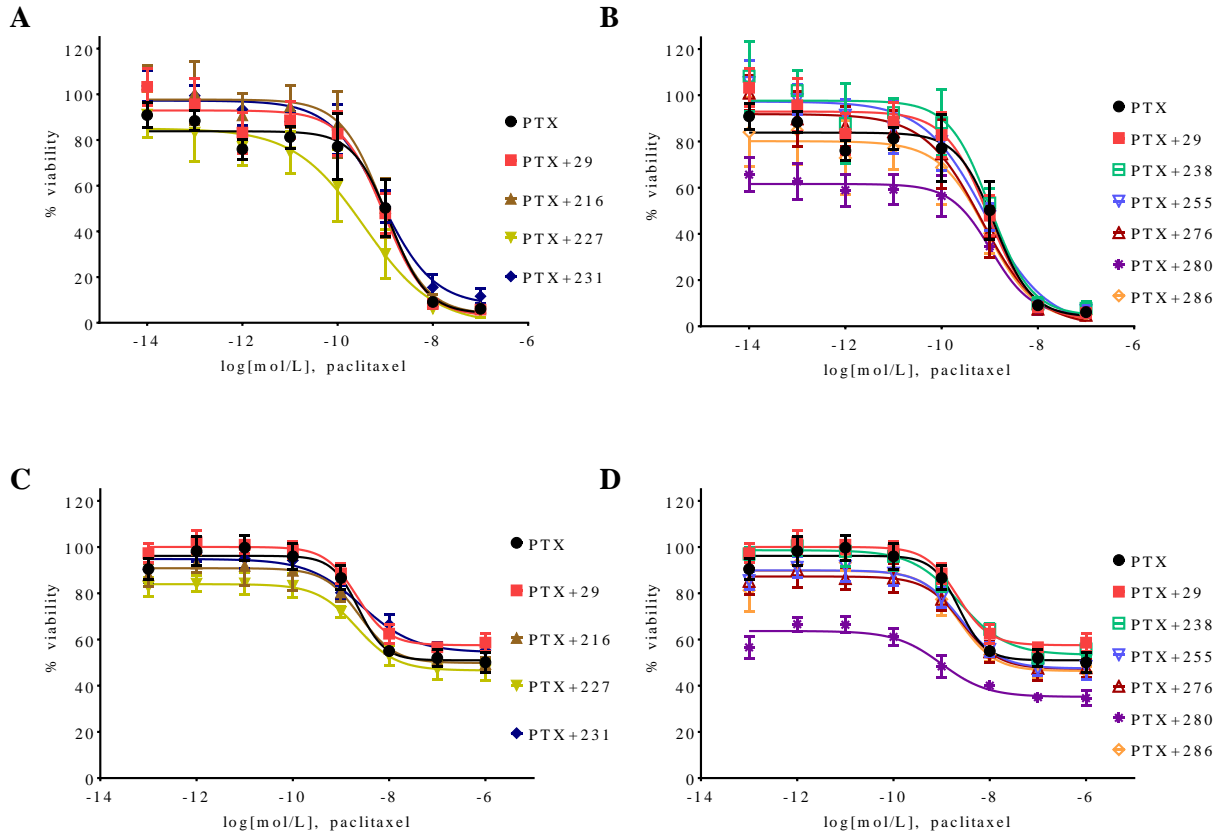 A
% viability
120
100
80
60
40
20
0
-14
-12
-10
-8
-6
log[mol/L], paclitaxel
PTX
PTX+29
PTX+216
PTX+227
PTX+231
B
% viability
120
100
80
60
40
20
0
-14
-12
-10
-8
-6
log[mol/L], paclitaxel
PTX
PTX+29
PTX+238
PTX+255
PTX+276
PTX+280
PTX+286
C
% viability
120
100
80
60
40
20
0
-14
-12
-10
-8
-6
log[mol/L], paclitaxel
PTX
PTX+29
PTX+216
PTX+227
PTX+231
D
% viability
120
100
80
60
40
20
0
-14
-12
-10
-8
-6
log[mol/L], paclitaxel
PTX
PTX+29
PTX+238
PTX+255
PTX+276
PTX+280
PTX+286